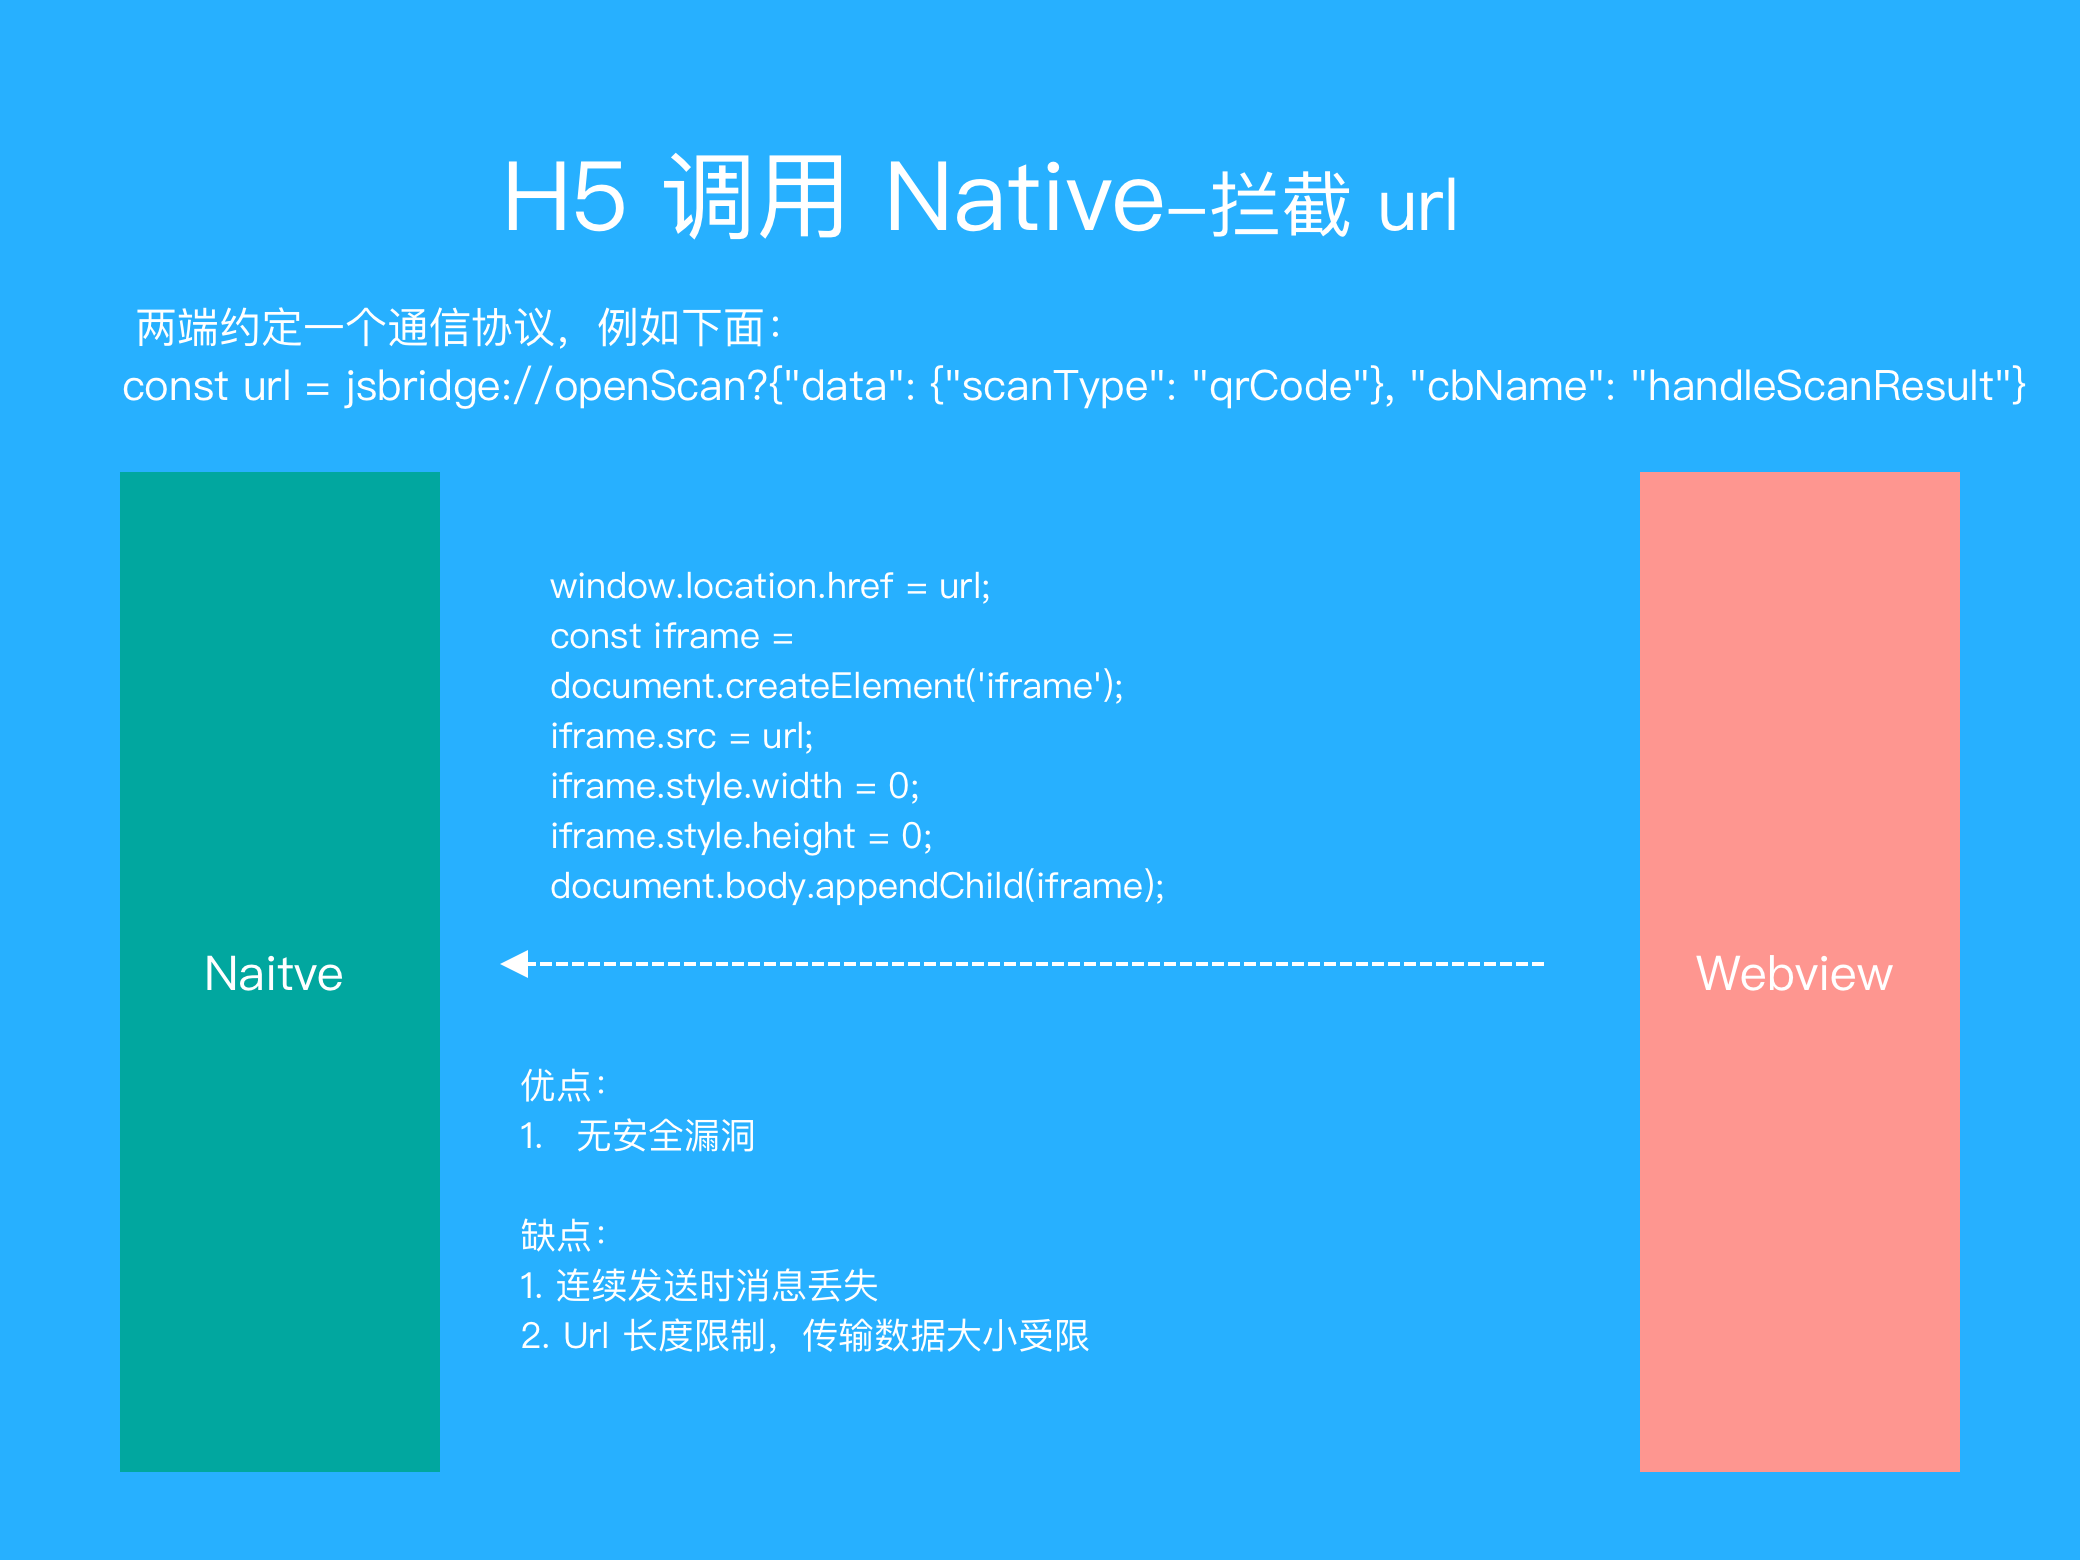 H5 调用 Native-拦截 url
两端约定一个通信协议，例如下面：
const url = jsbridge://openScan?{"data": {"scanType": "qrCode"}, "cbName": "handleScanResult"}
window.location.href = url;
const iframe =
document.createElement('iframe');
iframe.src = url;
iframe.style.width = 0;
iframe.style.height = 0;
document.body.appendChild(iframe);
Naitve
Webview
优点：
1. 无安全漏洞
缺点：
1. 连续发送时消息丢失
2. Url 长度限制，传输数据大小受限